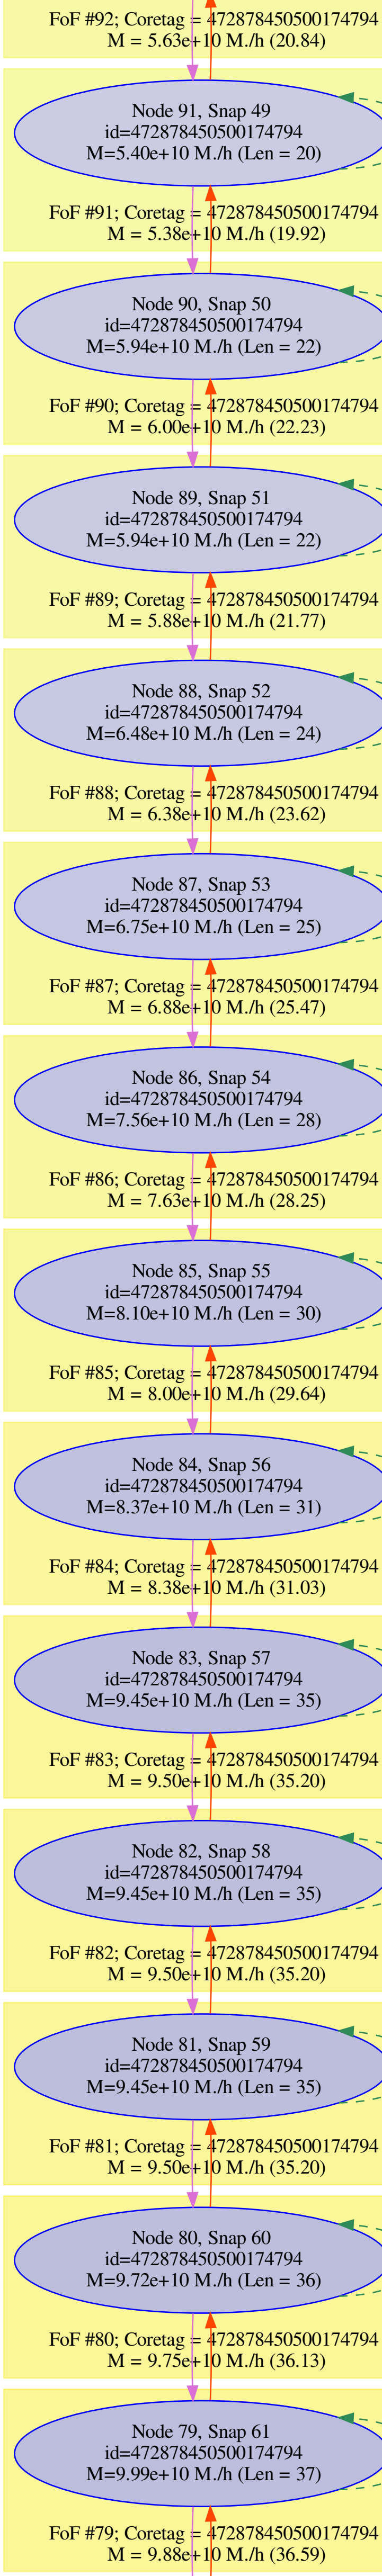 FoF #92; Coretag = 472878450500174794
M = 5.63e+10 M./h (20.84)
Node 91, Snap 49
id=472878450500174794
M=5.40e+10 M./h (Len = 20)
FoF #91; Coretag = 472878450500174794
M = 5.38e+10 M./h (19.92)
Node 90, Snap 50
id=472878450500174794
M=5.94e+10 M./h (Len = 22)
FoF #90; Coretag = 472878450500174794
M = 6.00e+10 M./h (22.23)
Node 89, Snap 51
id=472878450500174794
M=5.94e+10 M./h (Len = 22)
FoF #89; Coretag = 472878450500174794
M = 5.88e+10 M./h (21.77)
Node 88, Snap 52
id=472878450500174794
M=6.48e+10 M./h (Len = 24)
FoF #88; Coretag = 472878450500174794
M = 6.38e+10 M./h (23.62)
Node 87, Snap 53
id=472878450500174794
M=6.75e+10 M./h (Len = 25)
FoF #87; Coretag = 472878450500174794
M = 6.88e+10 M./h (25.47)
Node 86, Snap 54
id=472878450500174794
M=7.56e+10 M./h (Len = 28)
FoF #86; Coretag = 472878450500174794
M = 7.63e+10 M./h (28.25)
Node 85, Snap 55
id=472878450500174794
M=8.10e+10 M./h (Len = 30)
FoF #85; Coretag = 472878450500174794
M = 8.00e+10 M./h (29.64)
Node 84, Snap 56
id=472878450500174794
M=8.37e+10 M./h (Len = 31)
FoF #84; Coretag = 472878450500174794
M = 8.38e+10 M./h (31.03)
Node 83, Snap 57
id=472878450500174794
M=9.45e+10 M./h (Len = 35)
FoF #83; Coretag = 472878450500174794
M = 9.50e+10 M./h (35.20)
Node 82, Snap 58
id=472878450500174794
M=9.45e+10 M./h (Len = 35)
FoF #82; Coretag = 472878450500174794
M = 9.50e+10 M./h (35.20)
Node 81, Snap 59
id=472878450500174794
M=9.45e+10 M./h (Len = 35)
FoF #81; Coretag = 472878450500174794
M = 9.50e+10 M./h (35.20)
Node 80, Snap 60
id=472878450500174794
M=9.72e+10 M./h (Len = 36)
FoF #80; Coretag = 472878450500174794
M = 9.75e+10 M./h (36.13)
Node 79, Snap 61
id=472878450500174794
M=9.99e+10 M./h (Len = 37)
FoF #79; Coretag = 472878450500174794
M = 9.88e+10 M./h (36.59)